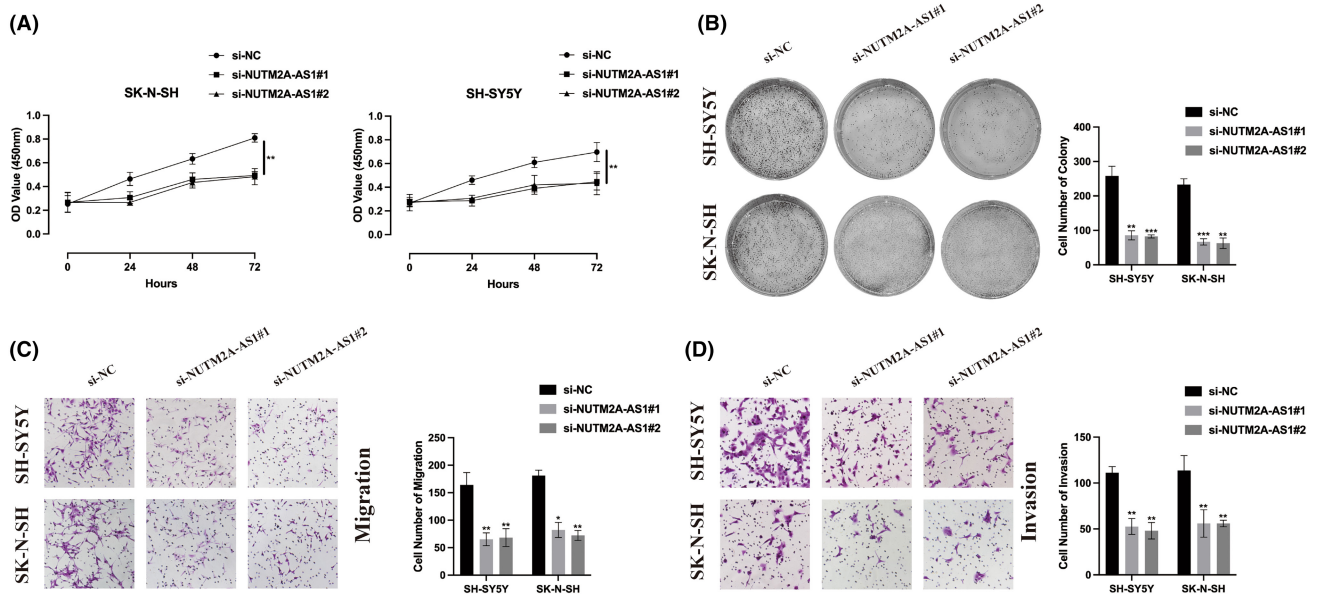 (A)
si-NC
si-NUTM2A-AS1#1
si-NUTM2A-AS1#2
SK-N-SH
OD Value (450nm)
1.0
0.8
0.6
0.4
0.2
0.0
**
0 24 48 72
Hours
si-NC
si-NUTM2A-AS1#1
si-NUTM2A-AS1#2
SH-SY5Y
OD Value (450nm)
1.0
0.8
0.6
0.4
0.2
0.0
**
0 24 48 72
Hours
(B)
si-NC si-NUTM2A-AS1#1 si-NUTM2A-AS1#2
SH-SY5Y
SK-N-SH
si-NC
si-NUTM2A-AS1#1
si-NUTM2A-AS1#2
Cell Number of Colony
400
300
200
100
0
** *** *** **
SH-SY5Y SK-N-SH
(C)
si-NC si-NUTM2A-AS1#1 si-NUTM2A-AS1#2
SH-SY5Y
SK-N-SH
Migration
si-NC
si-NUTM2A-AS1#1
si-NUTM2A-AS1#2
Cell Number of Migration
250
200
150
100
50
0
** ** * **
SH-SY5Y SK-N-SH
(D)
si-NC si-NUTM2A-AS1#1 si-NUTM2A-AS1#2
SH-SY5Y
SK-N-SH
Invasion
si-NC
si-NUTM2A-AS1#1
si-NUTM2A-AS1#2
Cell Number of Invasion
150
100
50
0
** ** ** **
SH-SY5Y SK-N-SH